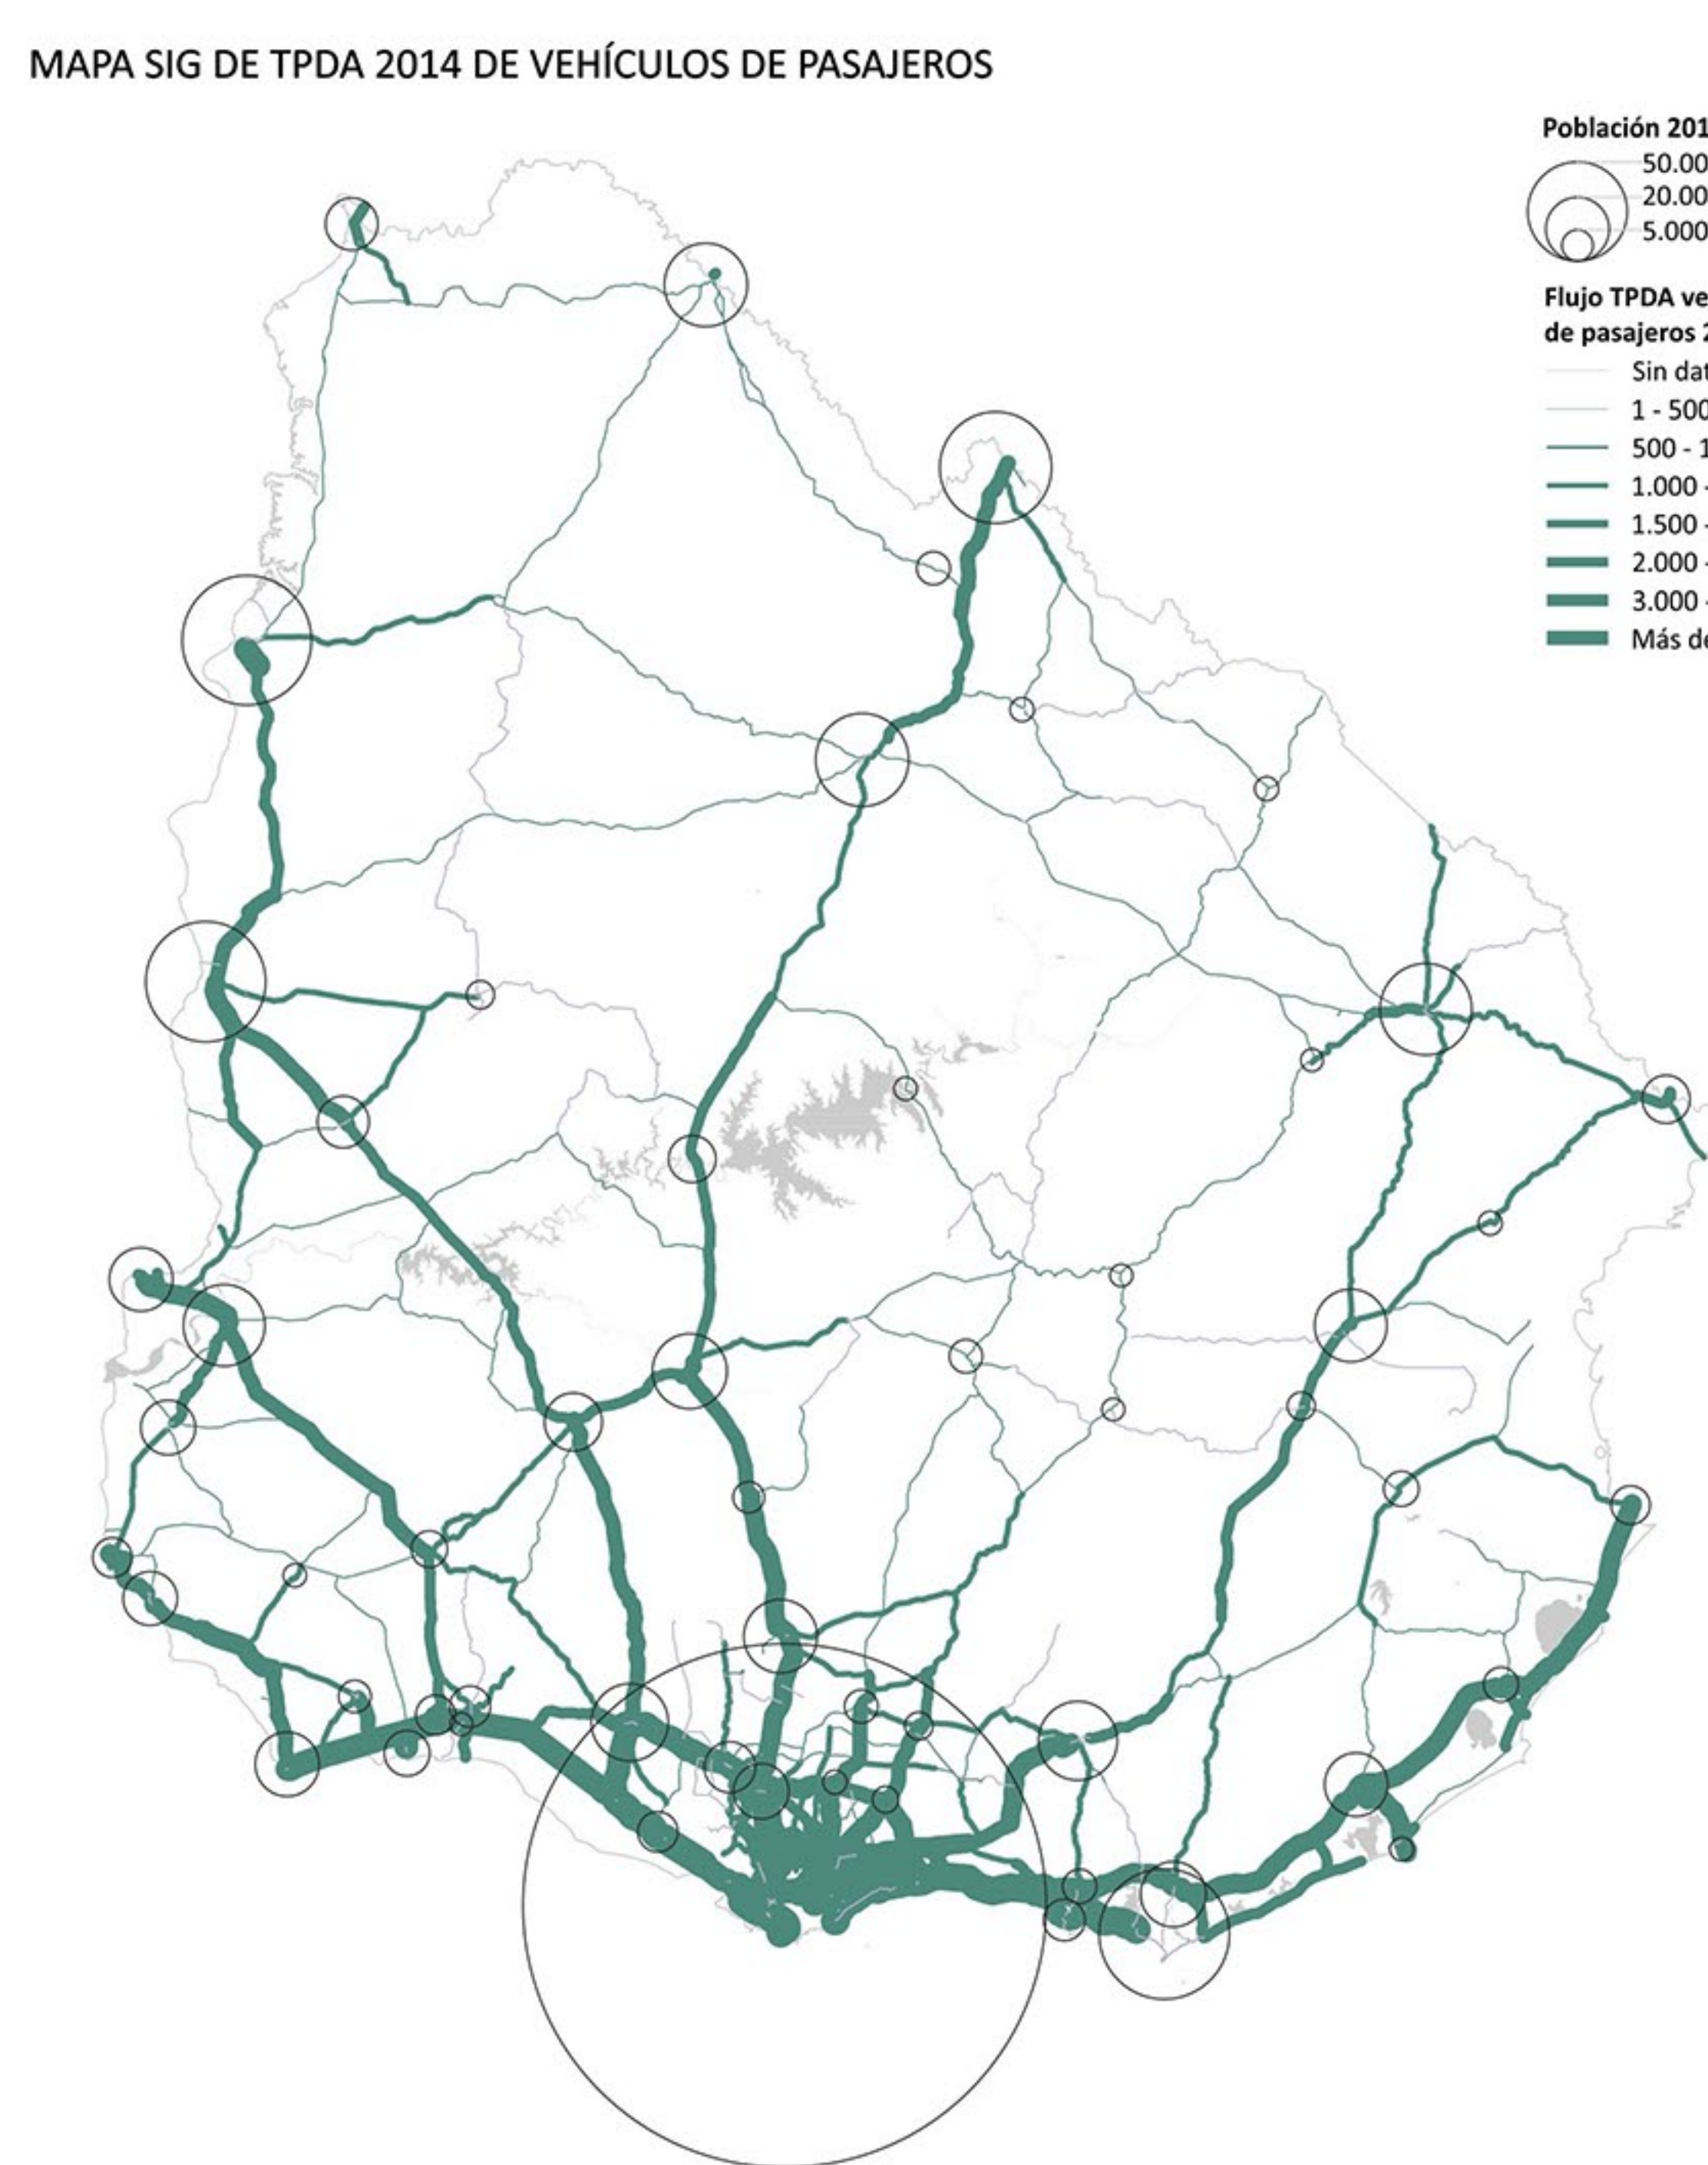 MAPA SIG DE TPDA 2014 DE VEHÍCULOS DE PASAJEROS
Población 201
50.00
20.00
5.000
Flujo TPDA ve
de pasajeros 2
Sin dat
1 - 500
500 - 1
1.000 -
1.500 -
2.000 -
3.000 -
Más de